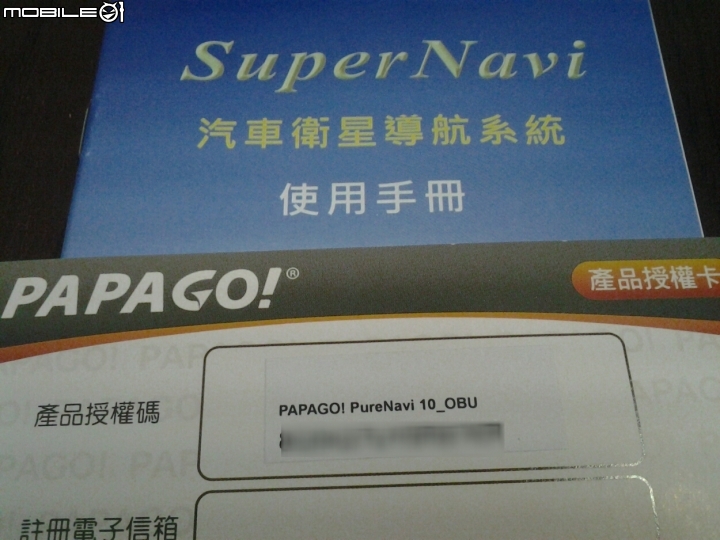 MOBILE01
SuperNavi
汽車衛星導航系統
使用手冊
PAPAGO!®
產品授權卡
產品授權碼
PAPAGO! PureNavi 10_OBU
註冊電子信箱